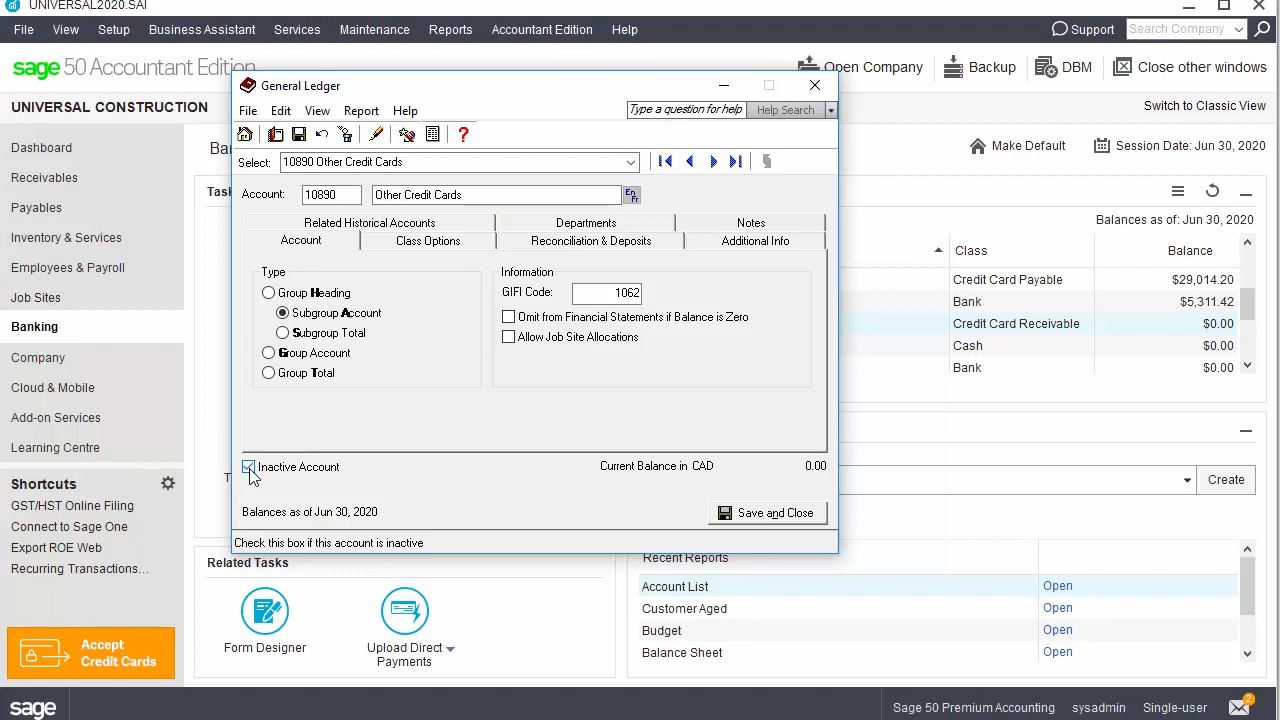 UNIVERSAL2020.SAI
File View Setup Business Assistant Services Maintenance Reports Accountant Edition Help
Support Search Company
sage 50 Accountant Edition
Open Company Backup DBM Close other windows
UNIVERSAL CONSTRUCTION
Switch to Classic View
Dashboard
Receivables
Payables
Inventory & Services
Employees & Payroll
Job Sites
Banking
Company
Cloud & Mobile
Add-on Services
Learning Centre
Shortcuts
GST/HST Online Filing
Connect to Sage One
Export ROE Web
Recurring Transactions...
Accept
Credit Cards
Make Default Session Date: Jun 30, 2020
General Ledger
File Edit View Report Help
Type a question for help Help Search
Select: 10890 Other Credit Cards
Account: 10890 Other Credit Cards En Fr
Related Historical Accounts Departments Notes
Account Class Options Reconciliation & Deposits Additional Info
Type
Group Heading
Subgroup Account
Subgroup Total
Group Account
Group Total
Information
GIFI Code: 1062
Omit from Financial Statements if Balance is Zero
Allow Job Site Allocations
Inactive Account
Current Balance in CAD 0.00
Balances as of Jun 30, 2020
Save and Close
Check this box if this account is inactive
Balances as of: Jun 30, 2020
Class Balance
Credit Card Payable $29,014.20
Bank $5,311.42
Credit Card Receivable $0.00
Cash $0.00
Bank $0.00
Create
Related Tasks
Form Designer
Upload Direct
Payments
Recent Reports
Account List Open
Customer Aged Open
Budget Open
Balance Sheet Open
sage
Sage 50 Premium Accounting sysadmin Single-user 2